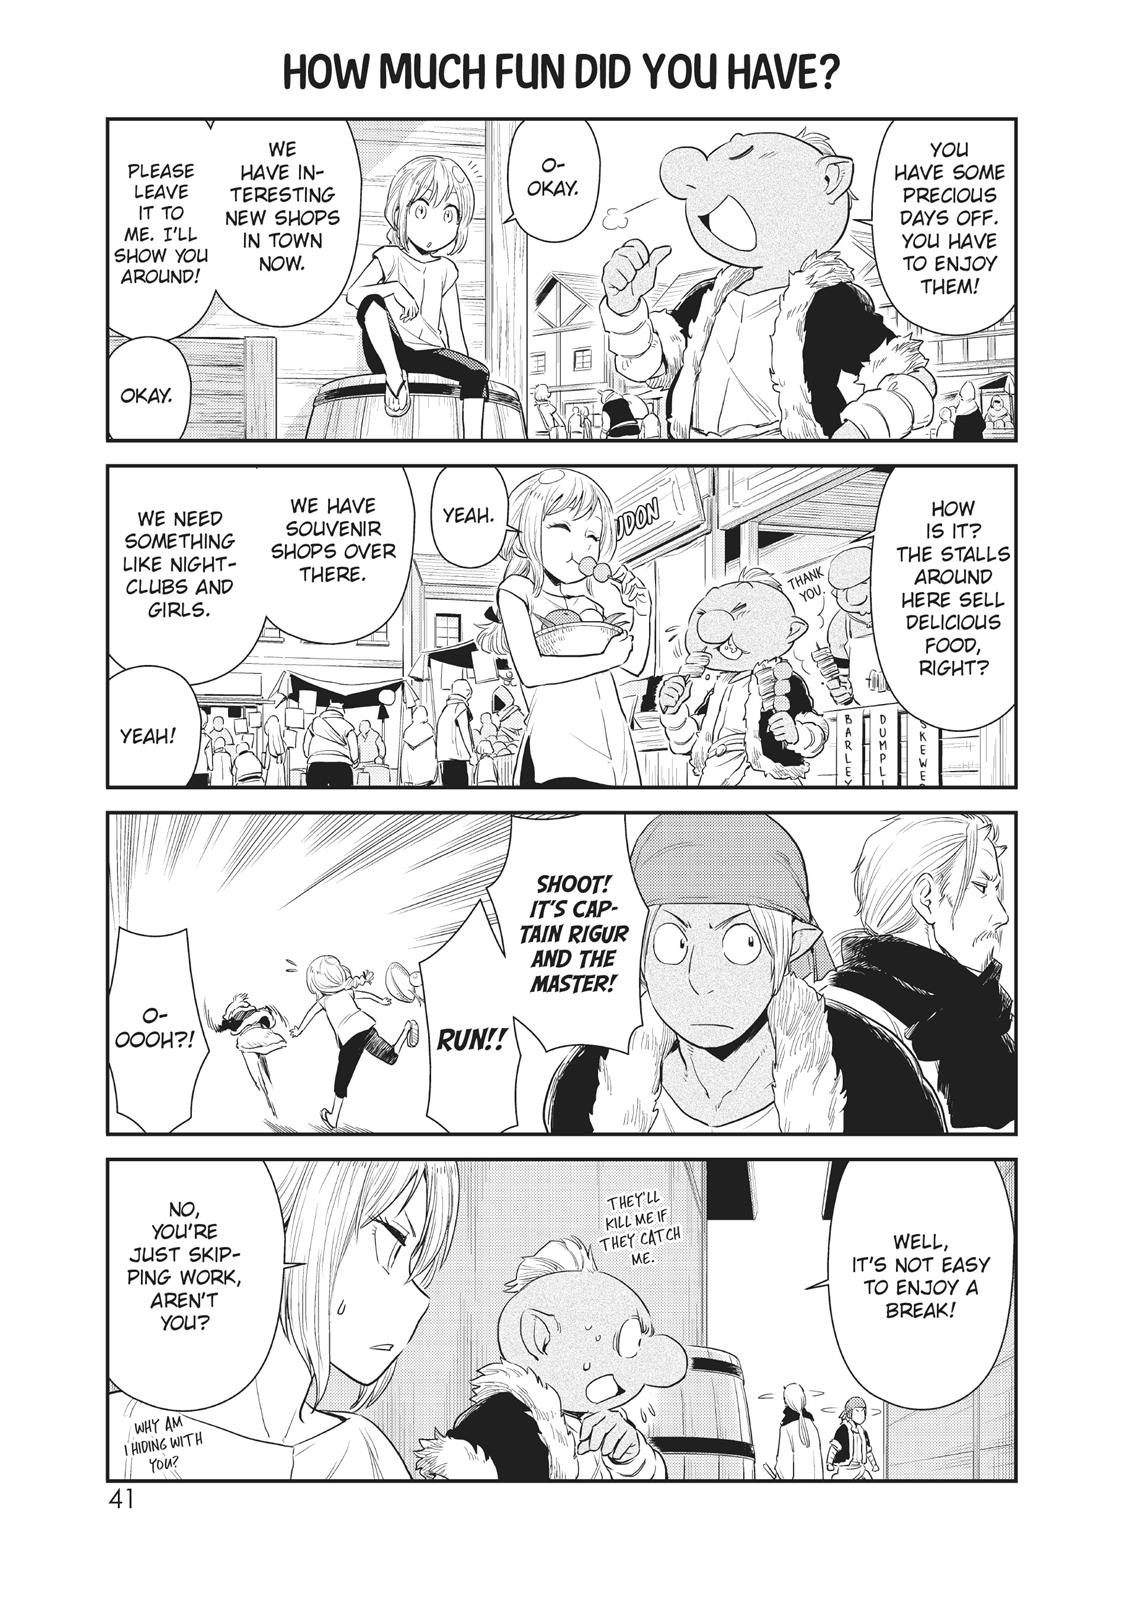 HOW MUCH FUN DID YOU HAVE?
YOU
HAVE SOME
PRECIOUS
DAYS OFF.
YOU HAVE
TO ENJOY
THEM!
O-
OKAY.
WE
HAVE IN-
TERESTING
NEW SHOPS
IN TOWN
NOW.
PLEASE
LEAVE
IT TO
ME. I'LL
SHOW YOU
AROUND!
OKAY.
HOW
IS IT?
THE STALLS
AROUND
HERE SELL
DELICIOUS
FOOD,
RIGHT?
THANK
YOU.
UDON
BARLEY
DUMPLI
SKEWE
YEAH.
WE HAVE
SOUVENIR
SHOPS OVER
THERE.
WE NEED
SOMETHING
LIKE NIGHT-
CLUBS AND
GIRLS.
YEAH!
SHOOT!
IT'S CAP-
TAIN RIGUR
AND THE
MASTER!
RUN!!
O-
OOOH?!
WELL,
IT'S NOT EASY
TO ENJOY A
BREAK!
THEY'LL
KILL ME IF
THEY CATCH
ME.
NO,
YOU'RE
JUST SKIP-
PING WORK,
AREN'T
YOU?
WHY AM
I HIDING WITH
YOU?
41